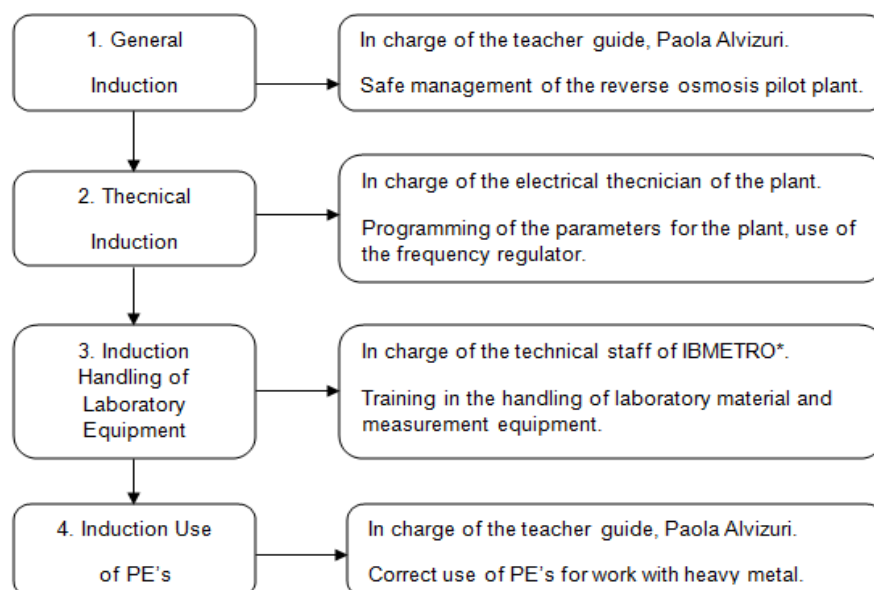 1. General
Induction
In charge of the teacher guide, Paola Alvizuri.
Safe management of the reverse osmosis pilot plant.
2. Thecnical
Induction
In charge of the electrical thecnician of the plant.
Programming of the parameters for the plant, use of
the frequency regulator.
3. Induction
Handling of
Laboratory
Equipment
In charge of the technical staff of IBMETRO*.
Training in the handling of laboratory material and
measurement equipment.
4. Induction Use
of PE's
In charge of the teacher guide, Paola Alvizuri.
Correct use of PE's for work with heavy metal.